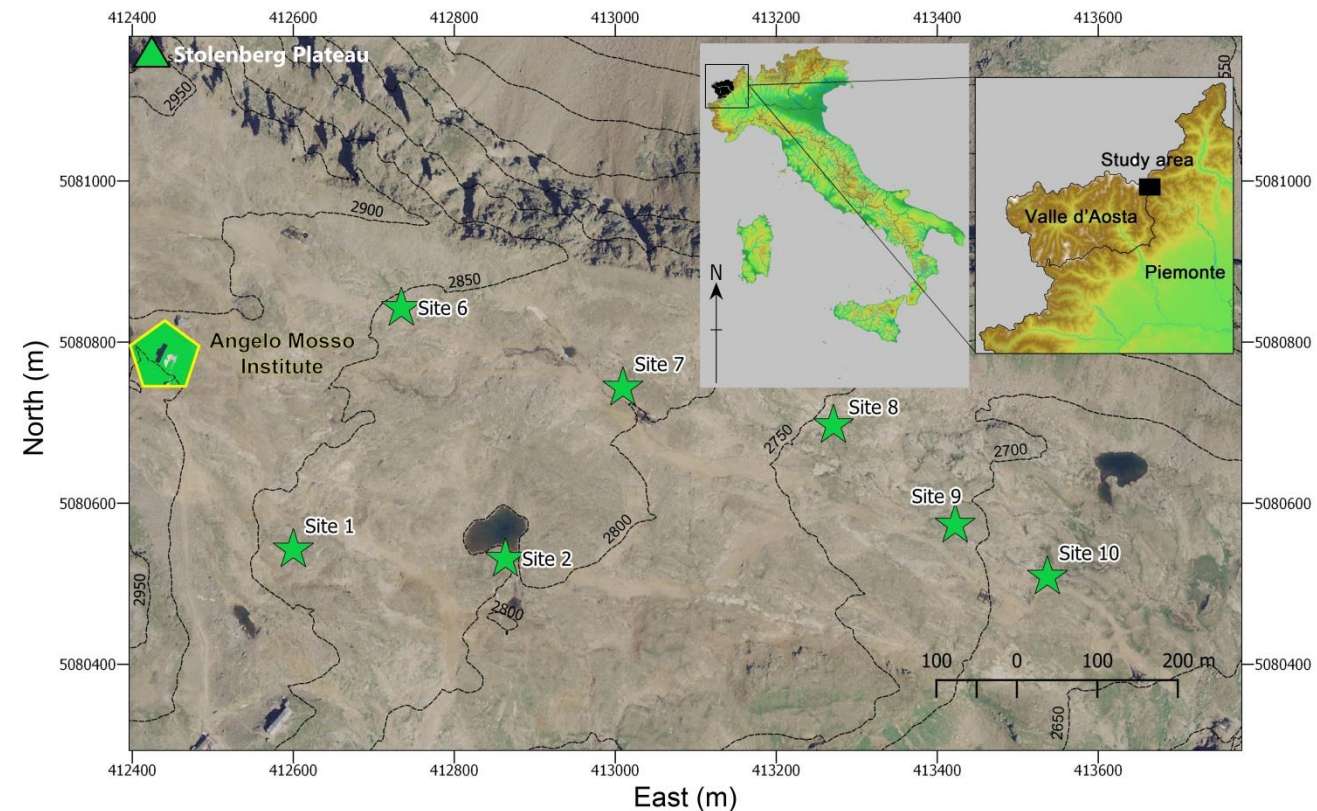 412400 412600 412800 413000 413200 413400 413600
Stolenberg Plateau
2950
550
N
Study area
Valle d'Aosta
Piemonte
5081000 5081000
2900
2850
Site 6
5080800 5080800
Angelo Mosso
Institute
Site 7
Site 8
2750
2700
North (m)
5080600 5080600
Site 9
Site 1
2800
Site 2
Site 10
2950
2800
5080400 5080400
100 0 100 200 m
2650
412400 412600 412800 413000 413200 413400 413600
East (m)